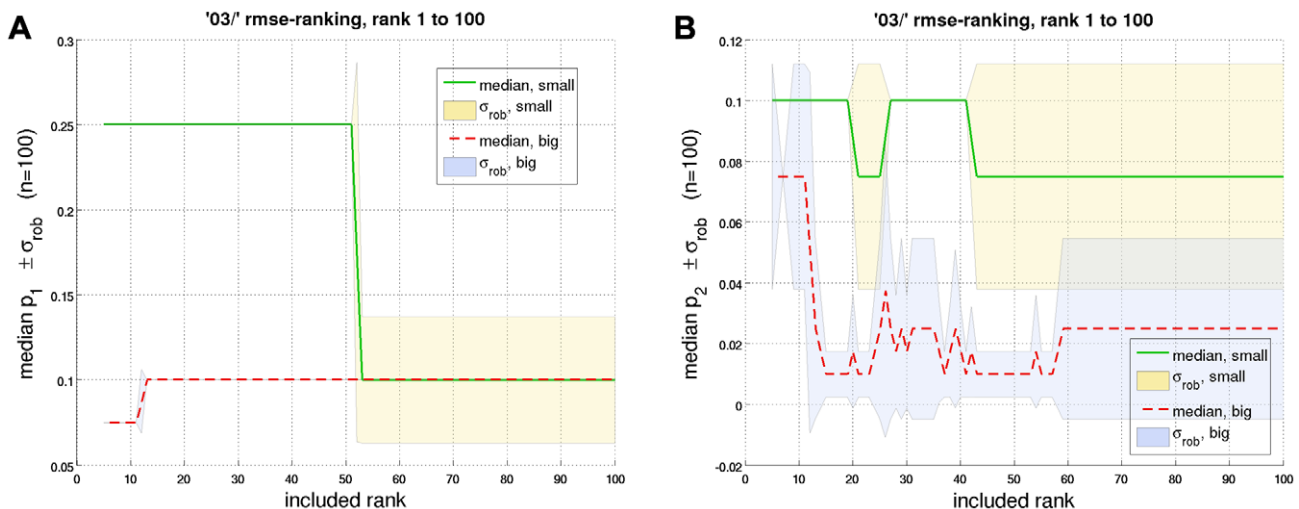 A
'03/' rmse-ranking, rank 1 to 100
median p1 ± σrob (n=100)
0.3
0.25
0.2
0.15
0.1
0.05
median, small
σrob, small
median, big
σrob, big
0 10 20 30 40 50 60 70 80 90 100
included rank
B
'03/' rmse-ranking, rank 1 to 100
median p2 ± σrob (n=100)
0.12
0.1
0.08
0.06
0.04
0.02
0
-0.02
median, small
σrob, small
median, big
σrob, big
0 10 20 30 40 50 60 70 80 90 100
included rank